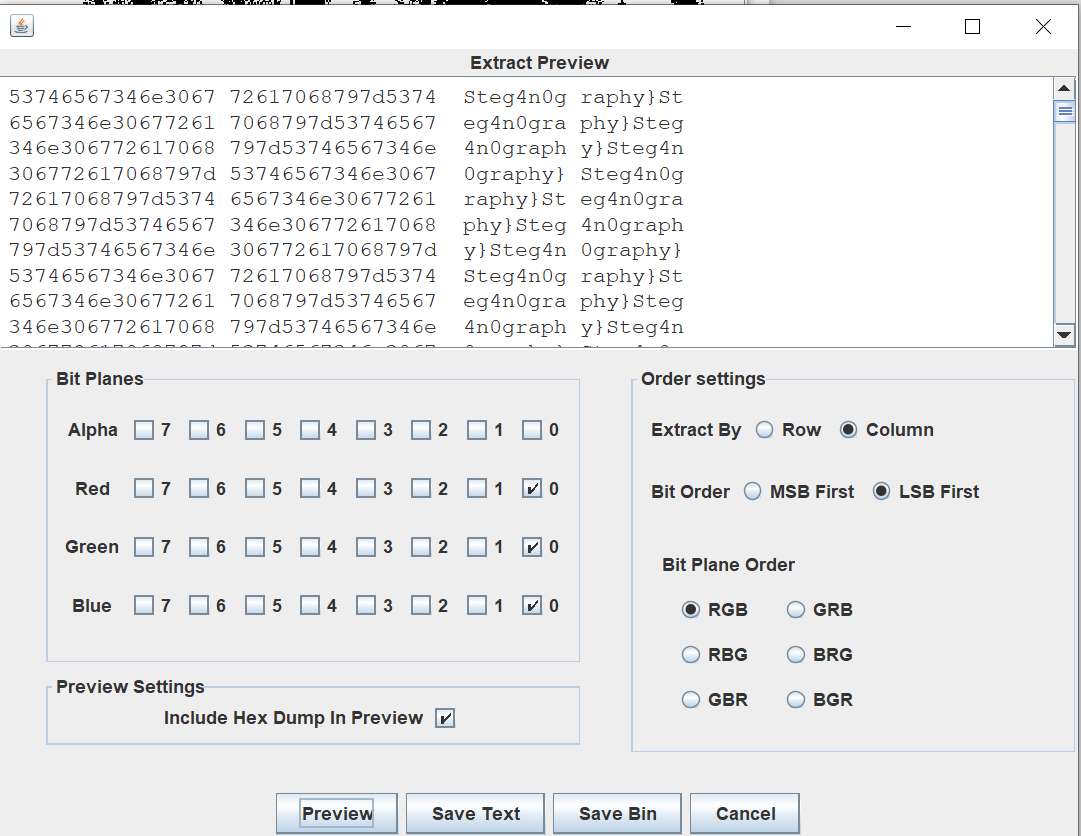 Extract Preview
53746567346e3067 72617068797d5374 Steg4n0g raphy}St
6567346e30677261 7068797d53746567 eg4n0gra phy}Steg
346e306772617068 797d53746567346e 4n0graph y}Steg4n
306772617068797d 53746567346e3067 0graphy} Steg4n0g
72617068797d5374 6567346e30677261 raphy}St eg4n0gra
7068797d53746567 346e306772617068 phy}Steg 4n0graph
797d53746567346e 306772617068797d y}Steg4n 0graphy}
53746567346e3067 72617068797d5374 Steg4n0g raphy}St
6567346e30677261 7068797d53746567 eg4n0gra phy}Steg
346e306772617068 797d53746567346e 4n0graph y}Steg4n
Bit Planes
Alpha 7 6 5 4 3 2 1 0
Red 7 6 5 4 3 2 1 0
Green 7 6 5 4 3 2 1 0
Blue 7 6 5 4 3 2 1 0
Preview Settings
Include Hex Dump In Preview
Order settings
Extract By Row Column
Bit Order MSB First LSB First
Bit Plane Order
RGB GRB
RBG BRG
GBR BGR
Preview Save Text Save Bin Cancel